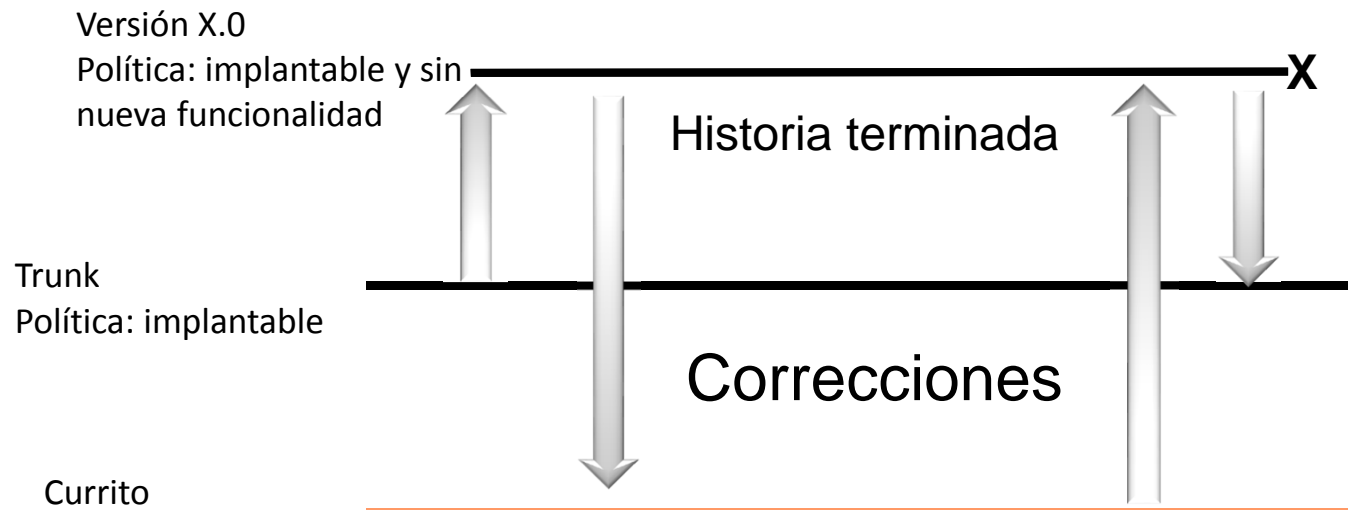 Versión X.0
Política: implantable y sin
nueva funcionalidad
X
Historia terminada
Trunk
Política: implantable
Correcciones
Currito